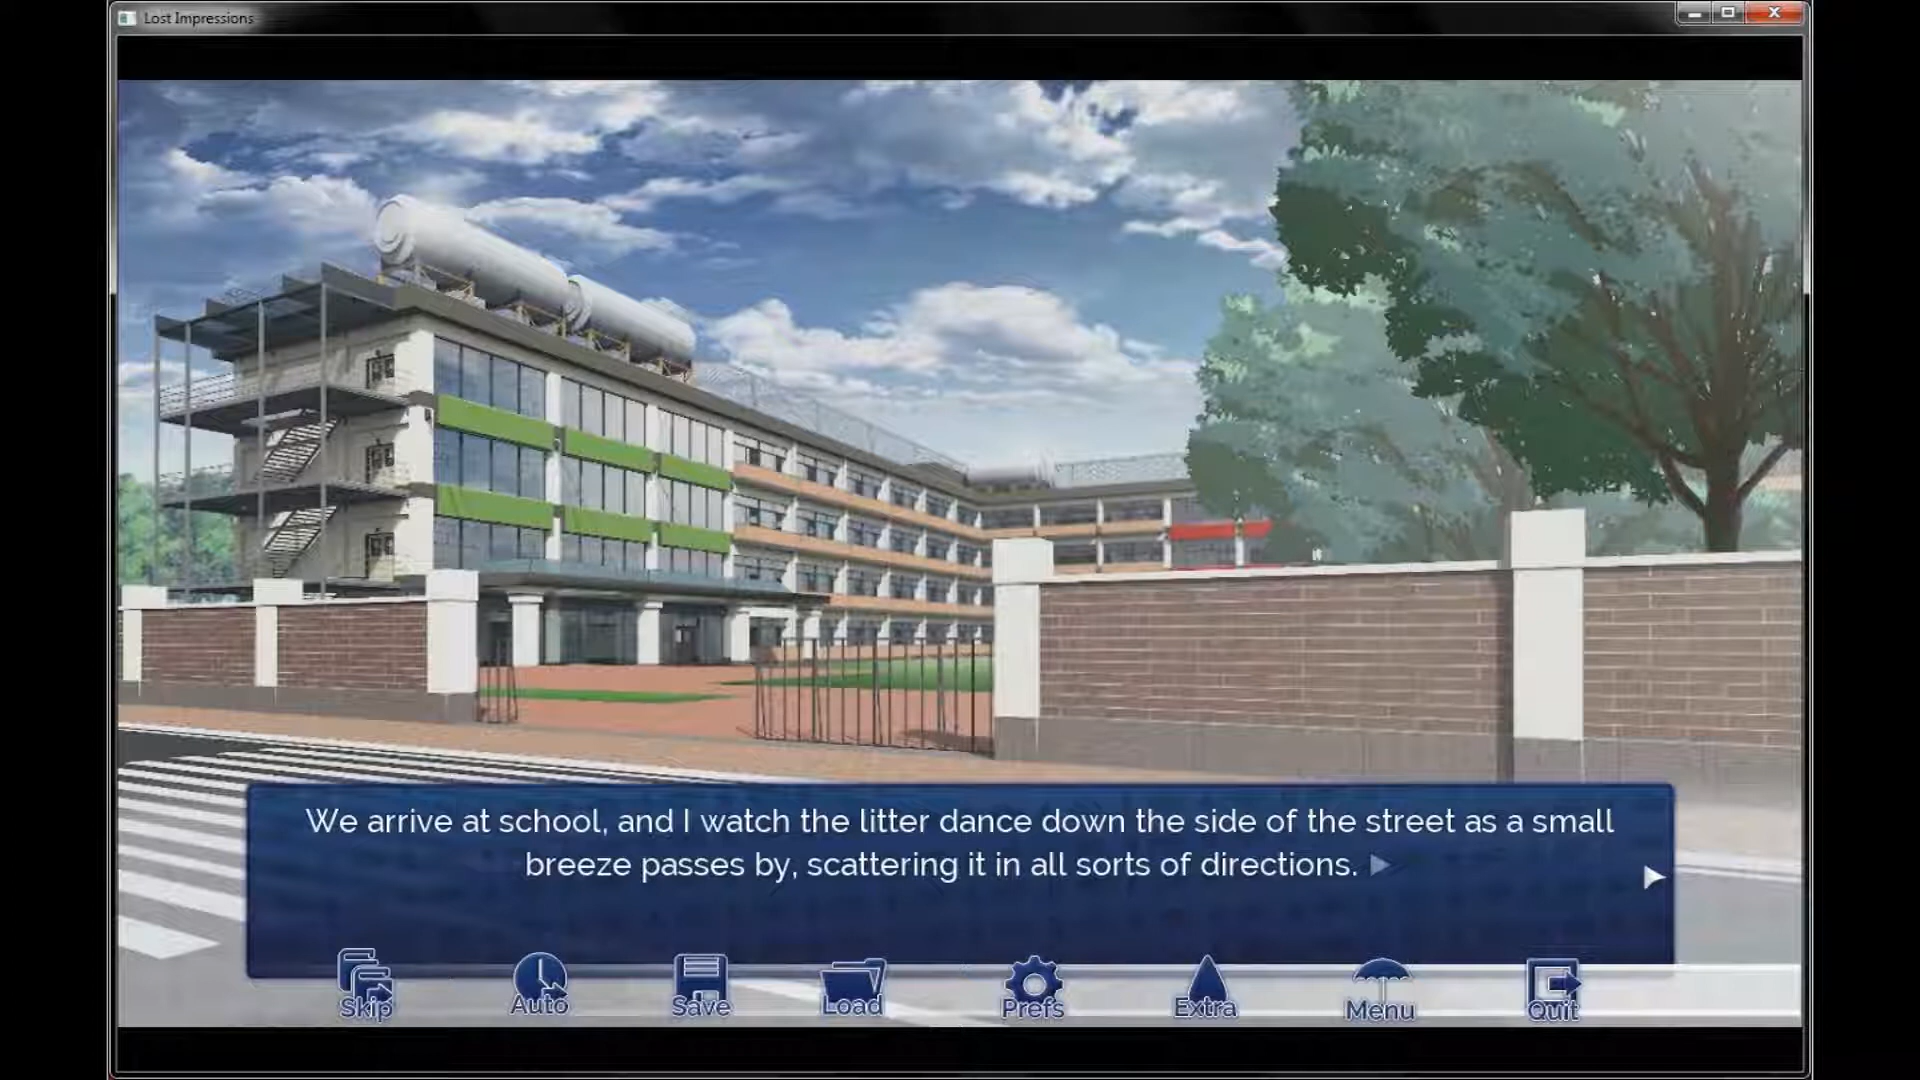 Lost Impressions
We arrive at school, and I watch the litter dance down the side of the street as a small
breeze passes by, scattering it in all sorts of directions.
Skip
Auto
Save
Load
Prefs
Extra
Menu
Quit